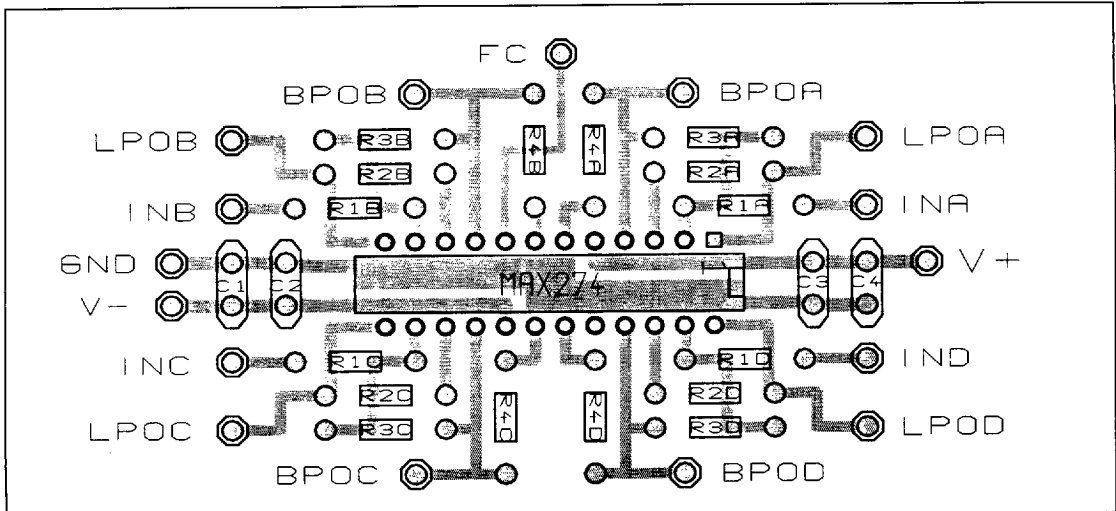 FC
BPOB BPOA
LPOB R3B R4B R4A R3A LPOA
R2B R2A
INB R1B R1A INA
GND C1 C2 MAX274 C3 C4 V+
V-
INC R1C R1D IND
R2C R4C R4D R2D
LPOC R3C R3D LPOD
BPOC BPOD